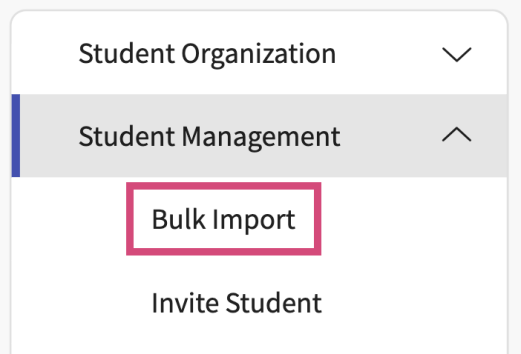 Student Organization
Student Management
Bulk Import
Invite Student